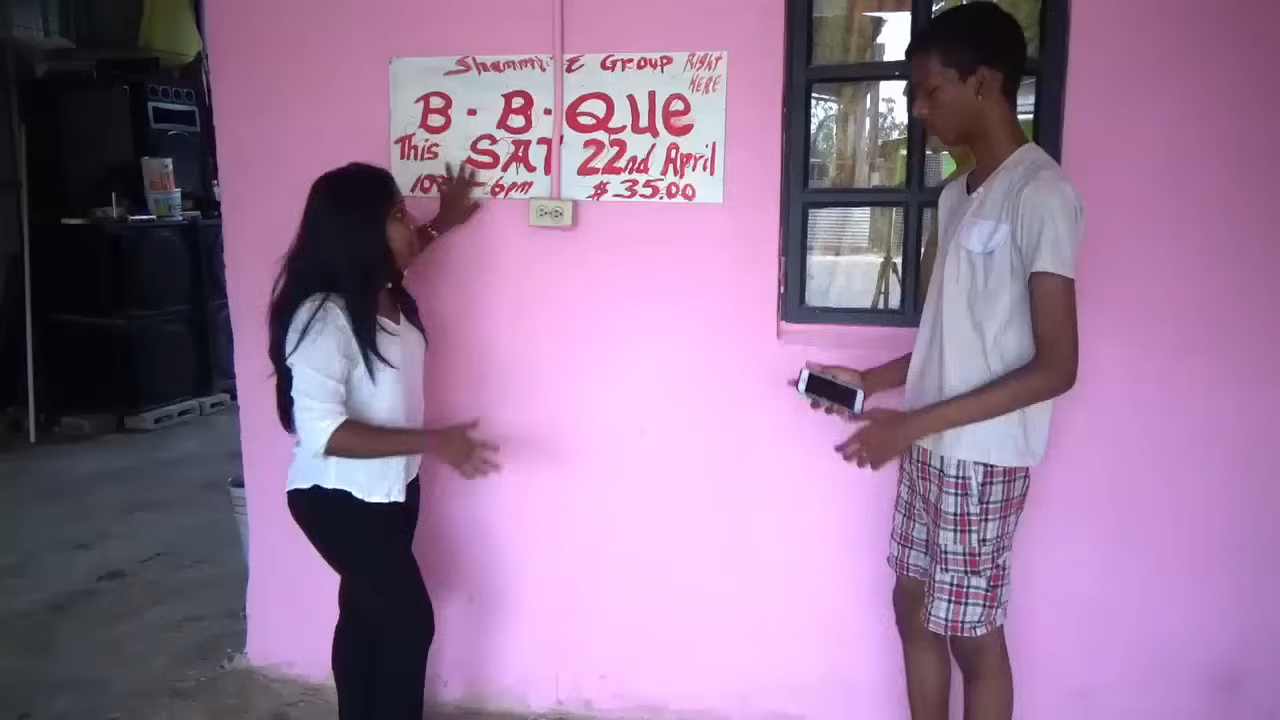 Group RIGHT
HERE
B-B-QUE
This SAT 22nd April
6pm $35.00